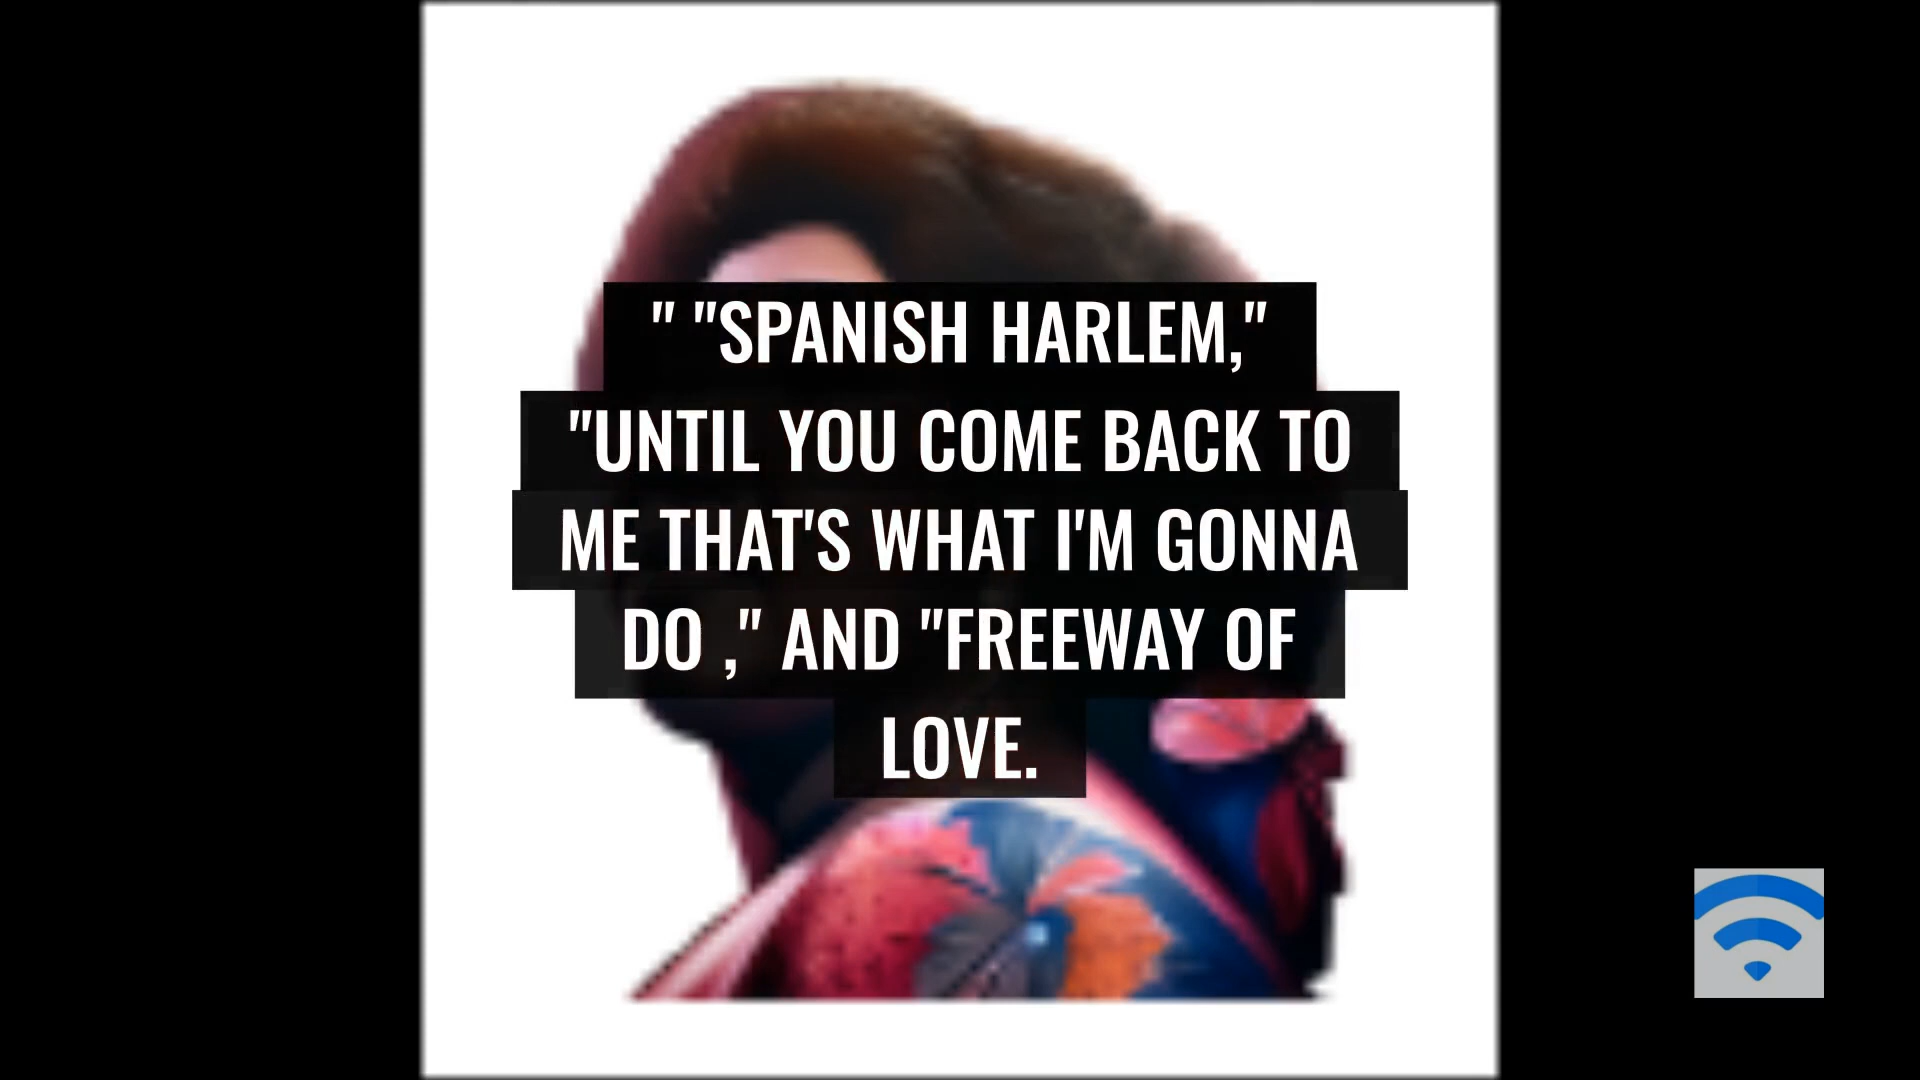 " "SPANISH HARLEM,"
"UNTIL YOU COME BACK TO
ME THAT'S WHAT I'M GONNA
DO ," AND "FREEWAY OF
LOVE.